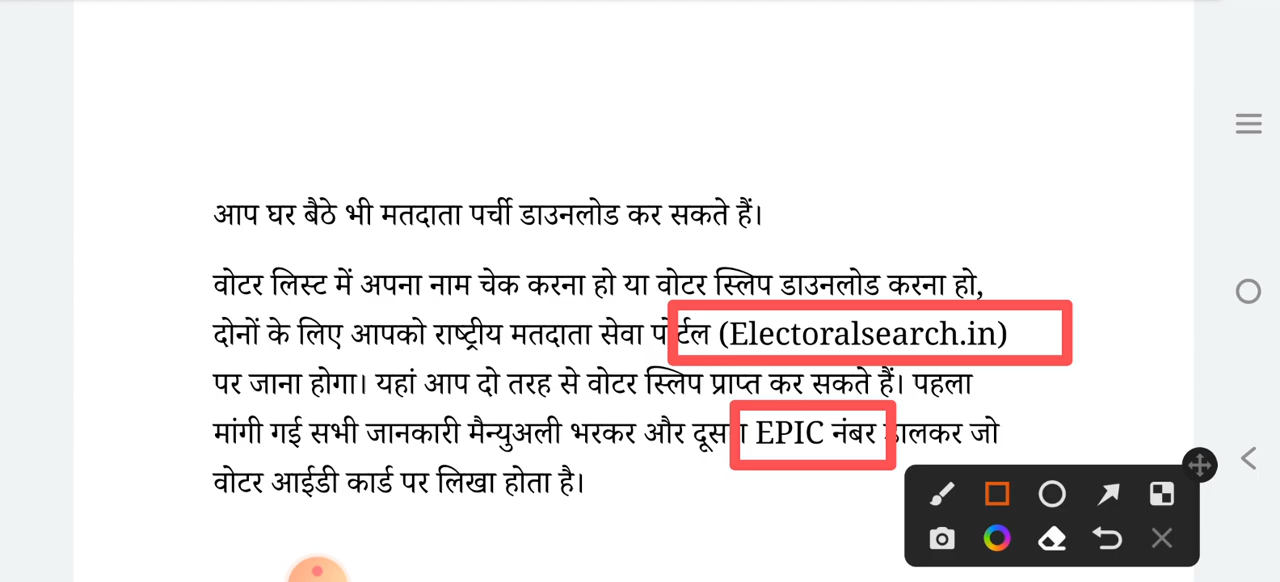 आप घर बैठे भी मतदाता पर्ची डाउनलोड कर सकते हैं।
वोटर लिस्ट में अपना नाम चेक करना हो या वोटर स्लिप डाउनलोड करना हो,
दोनों के लिए आपको राष्ट्रीय मतदाता सेवा पोर्टल (Electoralsearch.in)
पर जाना होगा। यहां आप दो तरह से वोटर स्लिप प्राप्त कर सकते हैं। पहला
मांगी गई सभी जानकारी मैन्युअली भरकर और दूसरा EPIC नंबर डालकर जो
वोटर आईडी कार्ड पर लिखा होता है।